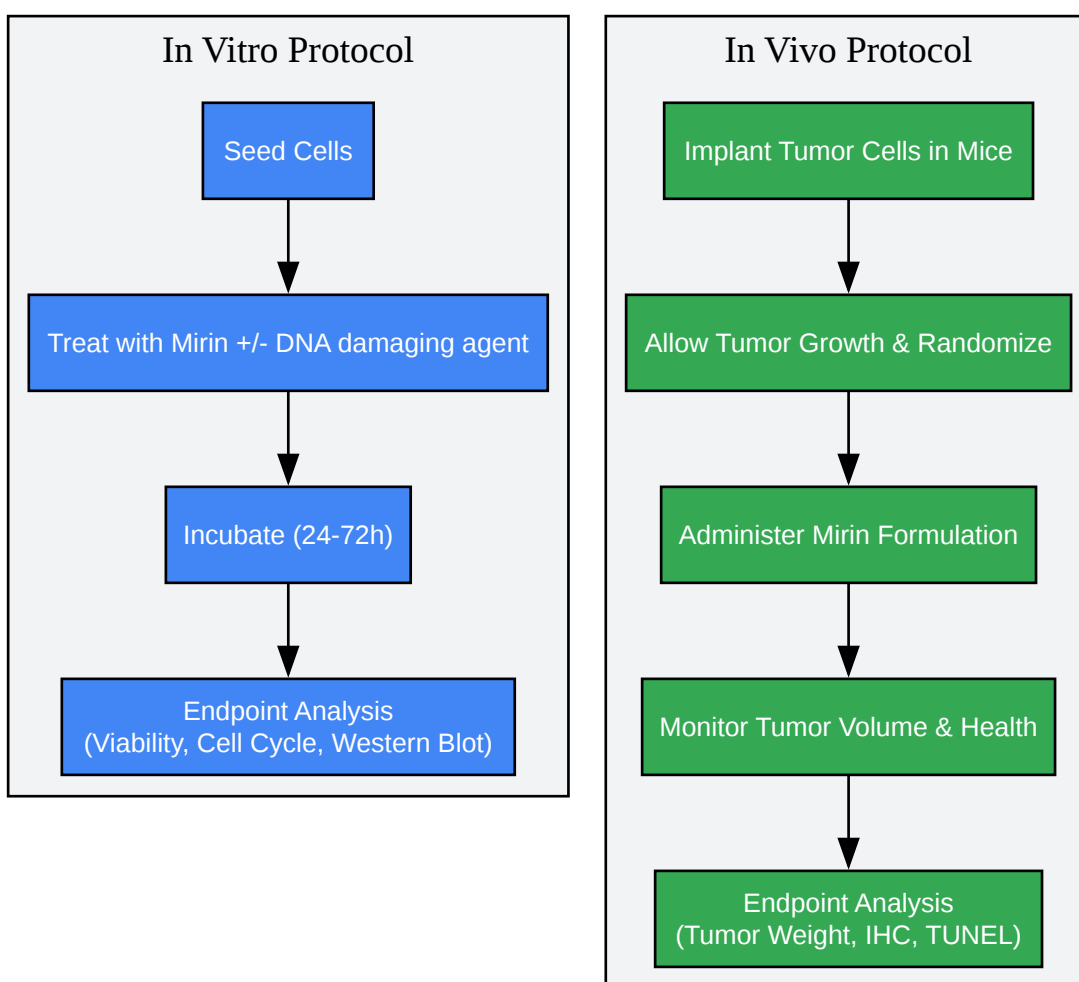 In Vitro Protocol
Seed Cells
Treat with Mirin +/- DNA damaging agent
Incubate (24-72h)
Endpoint Analysis
(Viability, Cell Cycle, Western Blot)
In Vivo Protocol
Implant Tumor Cells in Mice
Allow Tumor Growth & Randomize
Administer Mirin Formulation
Monitor Tumor Volume & Health
Endpoint Analysis
(Tumor Weight, IHC, TUNEL)